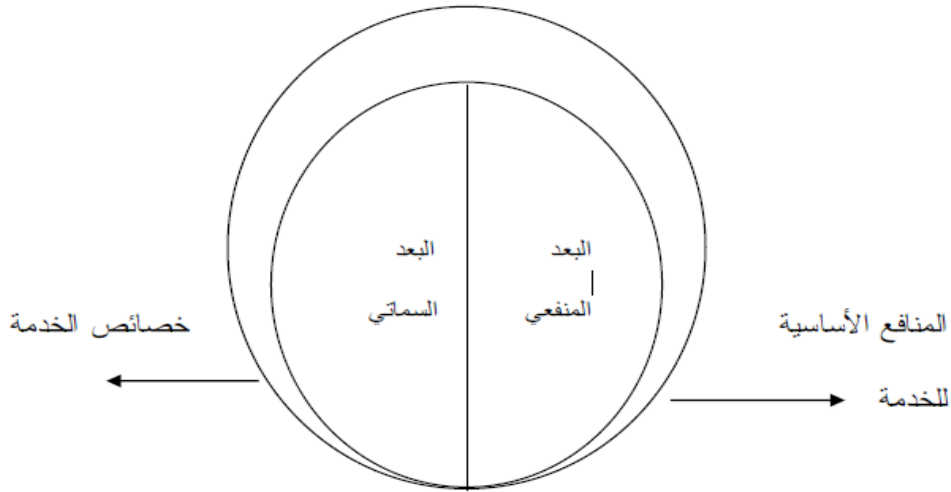 البعد
المنفعي
البعد
السماتي
المنافع الأساسية
للخدمة
خصائص الخدمة